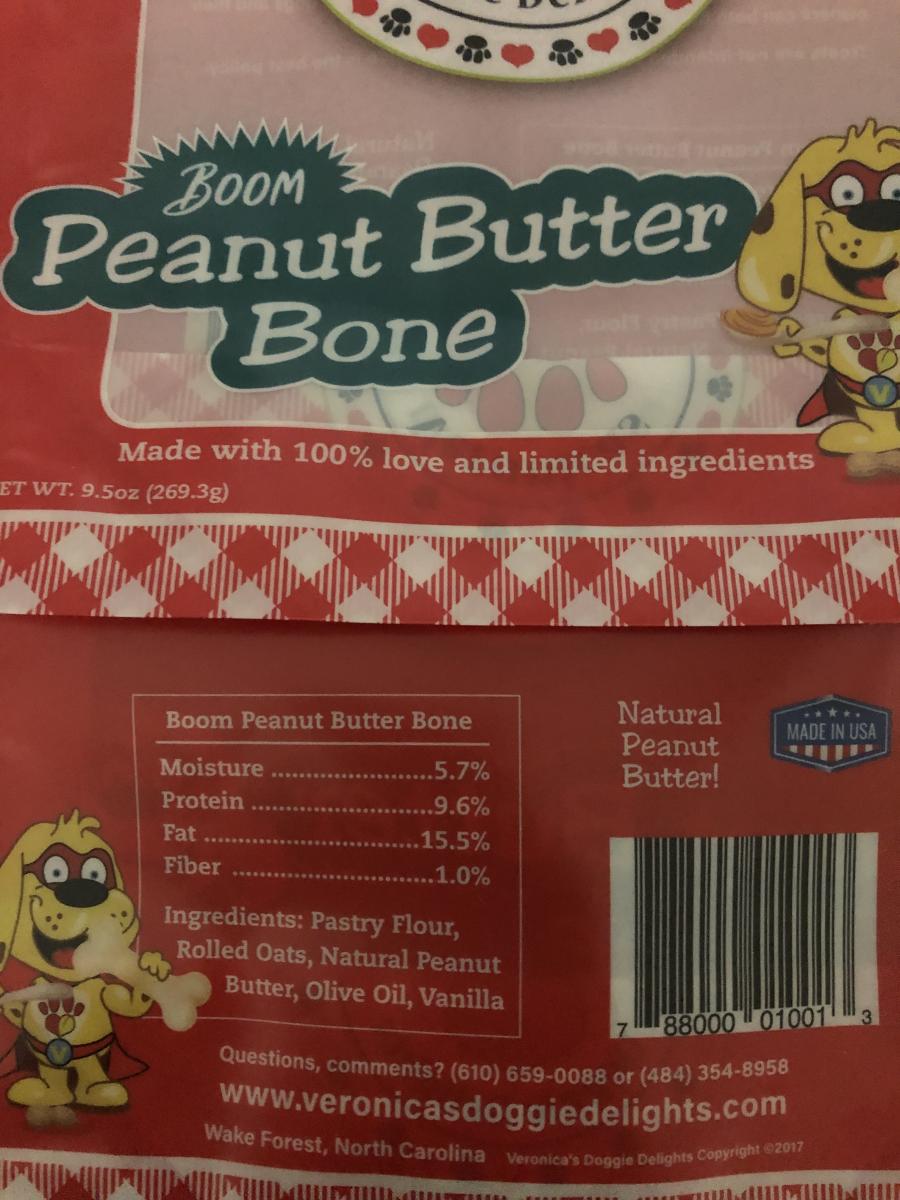 BOOM
Peanut Butter
Bone
Made with 100% love and limited ingredients
ET WT. 9.5oz (269.3g)
Boom Peanut Butter Bone
Moisture ......................5.7%
Protein .........................9.6%
Fat ..............................15.5%
Fiber ............................1.0%
Ingredients: Pastry Flour,
Rolled Oats, Natural Peanut
Butter, Olive Oil, Vanilla
Natural
Peanut
Butter!
MADE IN USA
V
V
7 88000 01001 3
Questions, comments? (610) 659-0088 or (484) 354-8958
www.veronicasdoggiedelights.com
Wake Forest, North Carolina Veronica's Doggie Delights Copyright ©2017